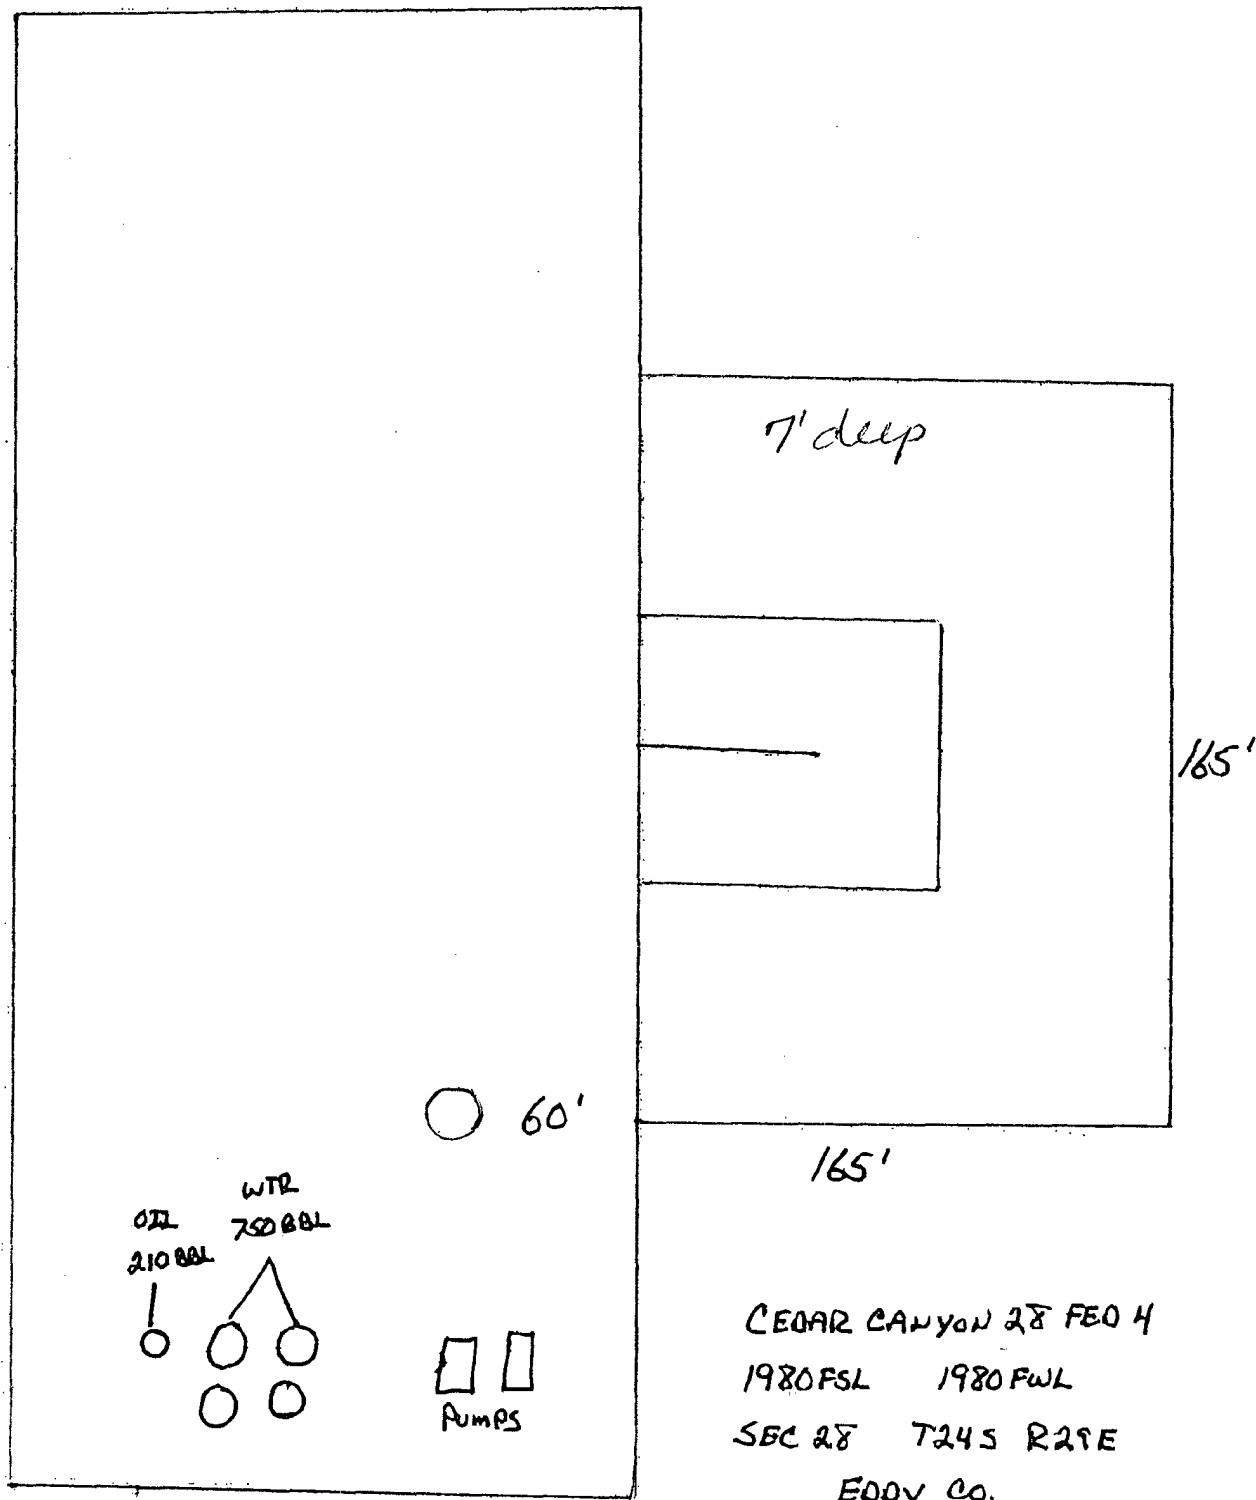 7' deep
165'
60'
165'
WTR
750 BBL
OIL
210 BBL
PUMPS
CEDAR CANYON 28 FED 4
1980 FSL 1980 FWL
SEC 28 T24S R29E
EDDY CO.